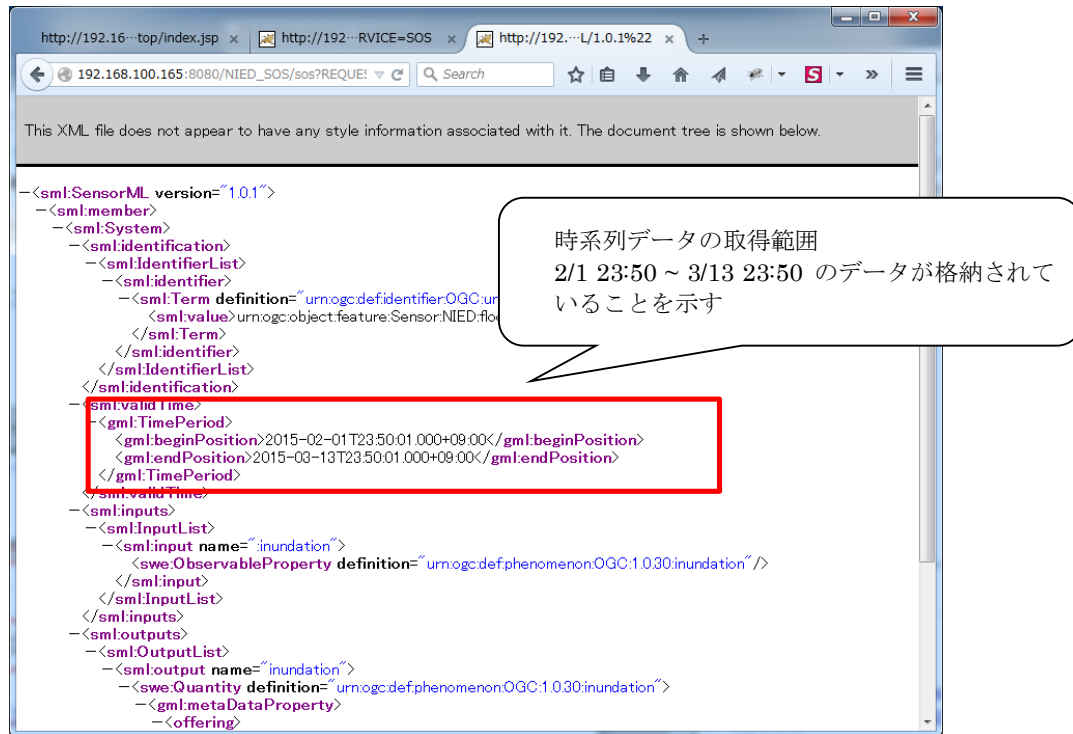 http://192.16…top/index.jsp × http://192…RVICE=SOS × http://192.…L/1.0.1%22 × +
192.168.100.165:8080/NIED_SOS/sos?REQUE Search
This XML file does not appear to have any style information associated with it. The document tree is shown below.
−<sml:SensorML version="1.0.1">
−<sml:member>
−<sml:System>
−<sml:identification>
−<sml:IdentifierList>
−<sml:identifier>
−<sml:Term definition="urn:ogc:def:identifier:OGC:ur
<sml:value>urn:ogc:object:feature:Sensor:NIED:flo
</sml:Term>
</sml:identifier>
</sml:IdentifierList>
</sml:identification>
−<sml:validTime>
−<gml:TimePeriod>
<gml:beginPosition>2015-02-01T23:50:01.000+09:00</gml:beginPosition>
<gml:endPosition>2015-03-13T23:50:01.000+09:00</gml:endPosition>
</gml:TimePeriod>
</sml:validTime>
−<sml:inputs>
−<sml:InputList>
−<sml:input name=":inundation">
<swe:ObservableProperty definition="urn:ogc:def:phenomenon:OGC:1.0.30:inundation"/>
</sml:input>
</sml:InputList>
</sml:inputs>
−<sml:outputs>
−<sml:OutputList>
−<sml:output name="inundation">
−<swe:Quantity definition="urn:ogc:def:phenomenon:OGC:1.0.30:inundation">
−<gml:metaDataProperty>
−<offering>
時系列データの取得範囲
2/1 23:50 ~ 3/13 23:50 のデータが格納されて
いることを示す